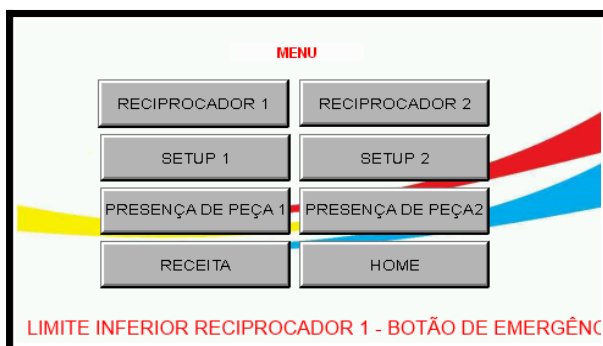 MENU
RECIPROCADOR 1 RECIPROCADOR 2
SETUP 1 SETUP 2
PRESENÇA DE PEÇA 1 PRESENÇA DE PEÇA2
RECEITA HOME
LIMITE INFERIOR RECIPROCADOR 1 - BOTÃO DE EMERGÊNC